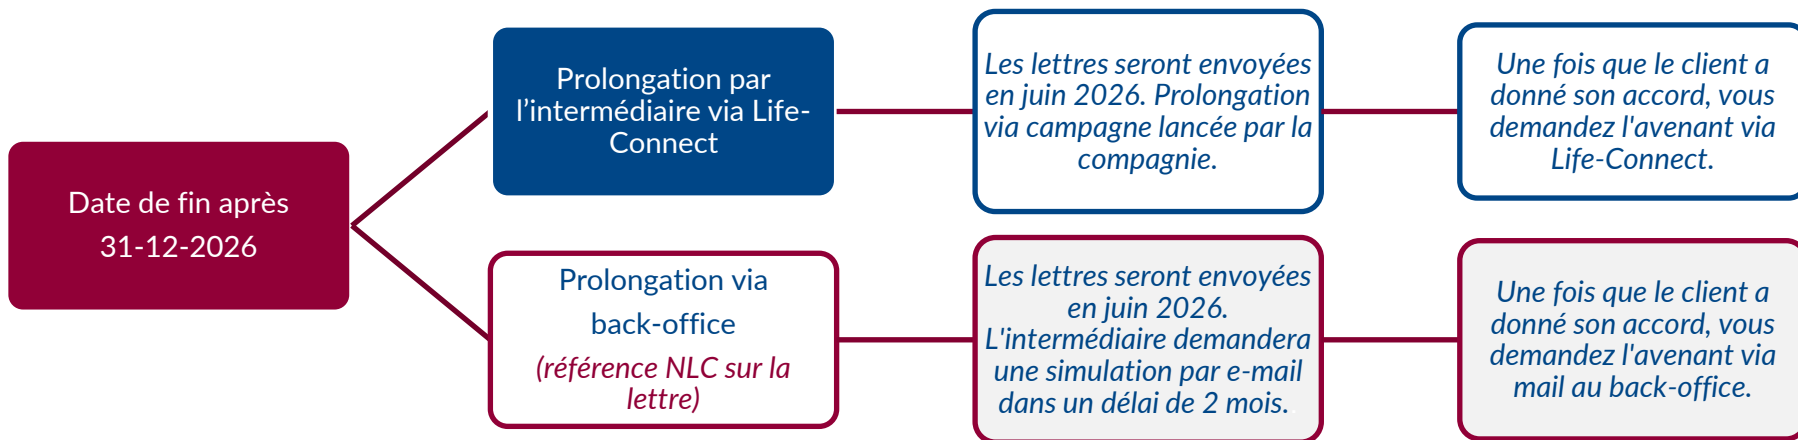 Date de fin après
31-12-2026
Prolongation par
l’intermédiaire via Life-
Connect
Les lettres seront envoyées
en juin 2026. Prolongation
via campagne lancée par la
compagnie.
Une fois que le client a
donné son accord, vous
demandez l'avenant via
Life-Connect.
Prolongation via
back-office
(référence NLC sur la
lettre)
Les lettres seront envoyées
en juin 2026.
L'intermédiaire demandera
une simulation par e-mail
dans un délai de 2 mois.
Une fois que le client a
donné son accord, vous
demandez l'avenant via
mail au back-office.